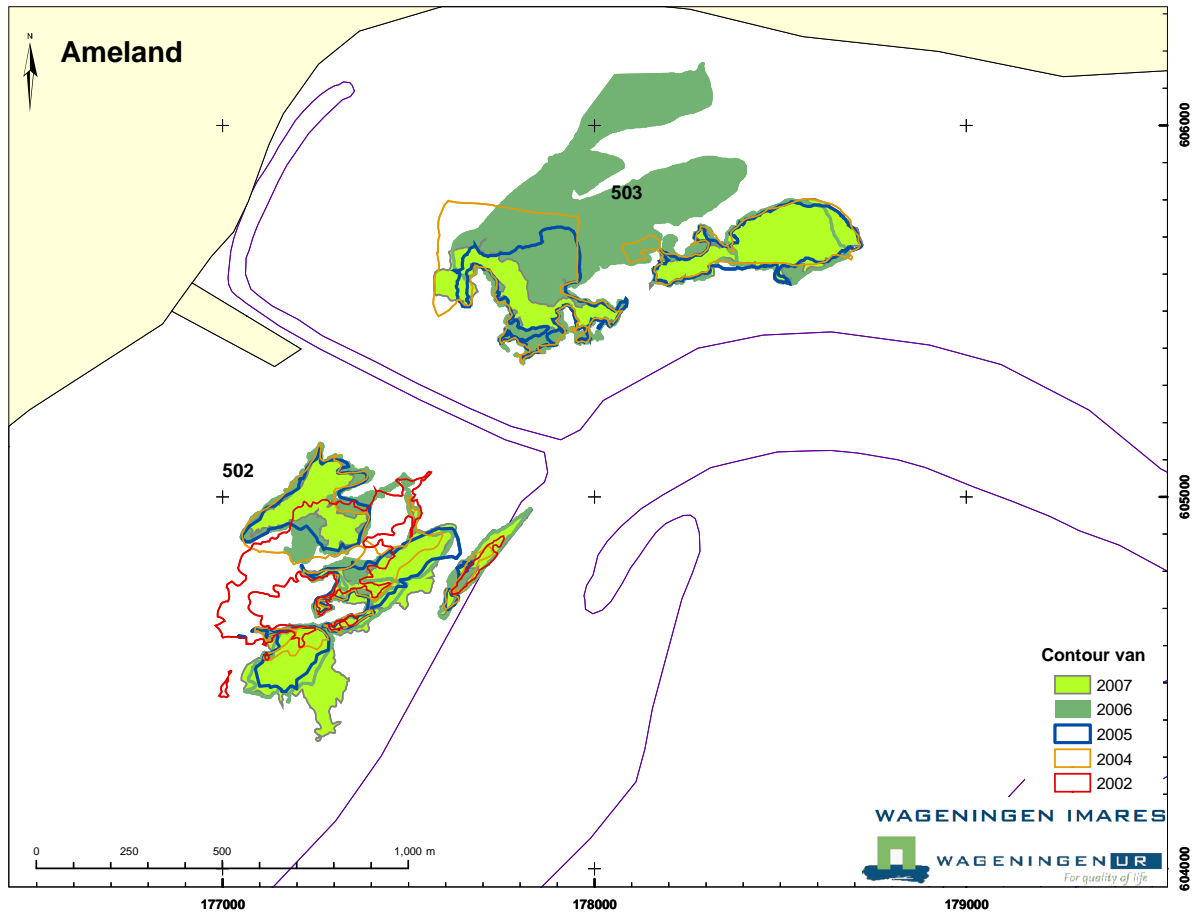 N
Ameland
606000
503
502
605000
Contour van
2007
2006
2005
2004
2002
WAGENINGEN IMARES
WAGENINGEN UR
For quality of life
0 250 500 1,000 m
604000
177000 178000 179000